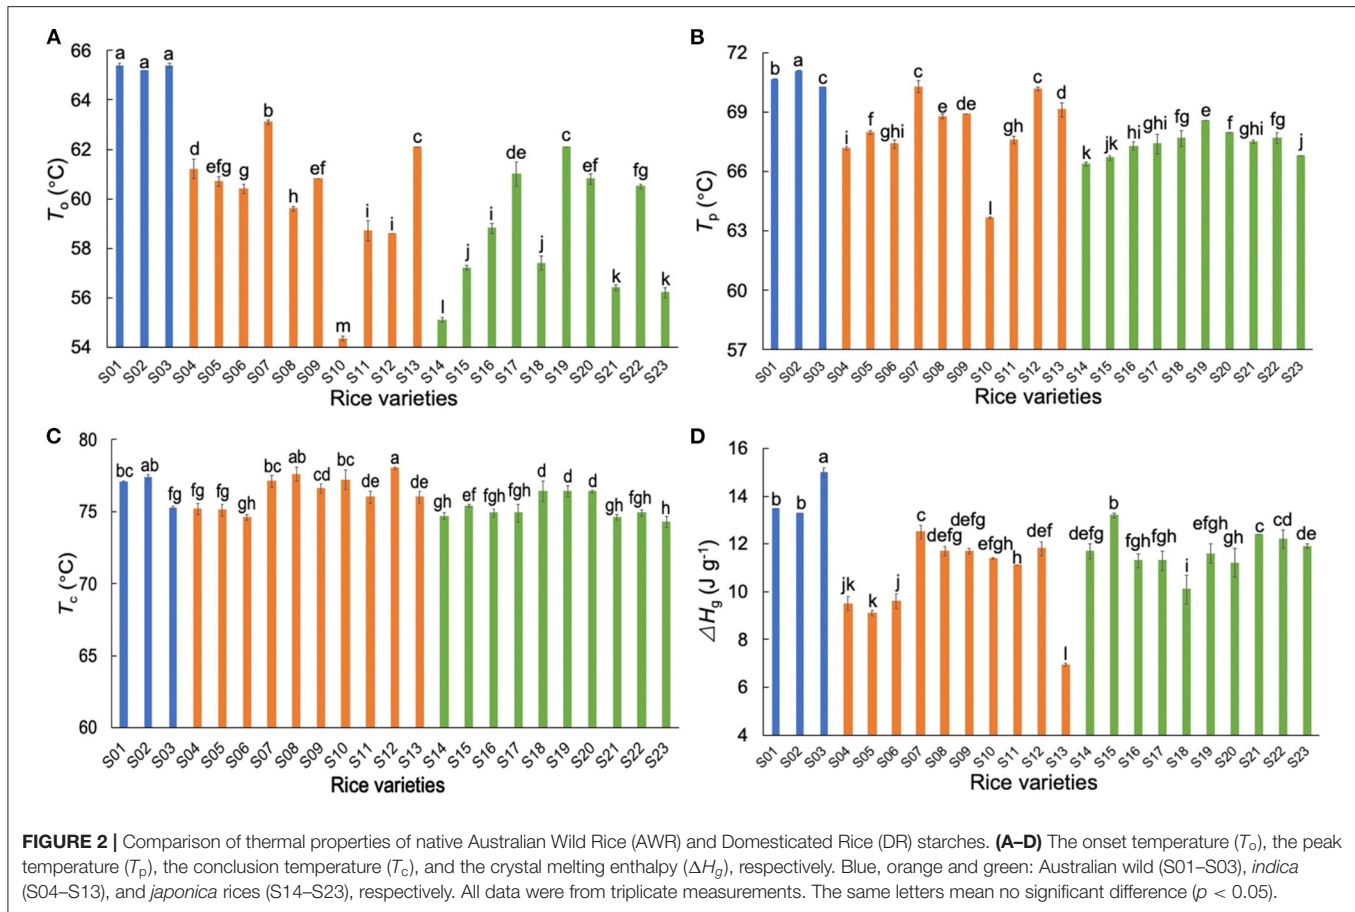 A
T₀ (°C)
66
64
62
60
58
56
54
a a a d efg g b h ef m i i c l j i de j c ef k fg k
S01 S02 S03 S04 S05 S06 S07 S08 S09 S10 S11 S12 S13 S14 S15 S16 S17 S18 S19 S20 S21 S22 S23
Rice varieties
B
Tp (°C)
72
69
66
63
60
57
b a c i f ghi c e de l gh c d k jk hi ghi fg e f ghi fg j
S01 S02 S03 S04 S05 S06 S07 S08 S09 S10 S11 S12 S13 S14 S15 S16 S17 S18 S19 S20 S21 S22 S23
Rice varieties
C
Tc (°C)
80
75
70
65
60
bc ab fg fg fg gh bc ab cd bc de a de gh ef fgh fgh d d d gh fgh h
S01 S02 S03 S04 S05 S06 S07 S08 S09 S10 S11 S12 S13 S14 S15 S16 S17 S18 S19 S20 S21 S22 S23
Rice varieties
D
△Hg (J g⁻¹)
16
14
12
10
8
6
4
b b a jk k j c defg defg efgh h def l defg b fgh fgh i efgh gh c cd de
S01 S02 S03 S04 S05 S06 S07 S08 S09 S10 S11 S12 S13 S14 S15 S16 S17 S18 S19 S20 S21 S22 S23
Rice varieties
FIGURE 2 | Comparison of thermal properties of native Australian Wild Rice (AWR) and Domesticated Rice (DR) starches. (A–D) The onset temperature (To), the peak
temperature (Tp), the conclusion temperature (Tc), and the crystal melting enthalpy (ΔHg), respectively. Blue, orange and green: Australian wild (S01–S03), indica
(S04–S13), and japonica rices (S14–S23), respectively. All data were from triplicate measurements. The same letters mean no significant difference (p < 0.05).